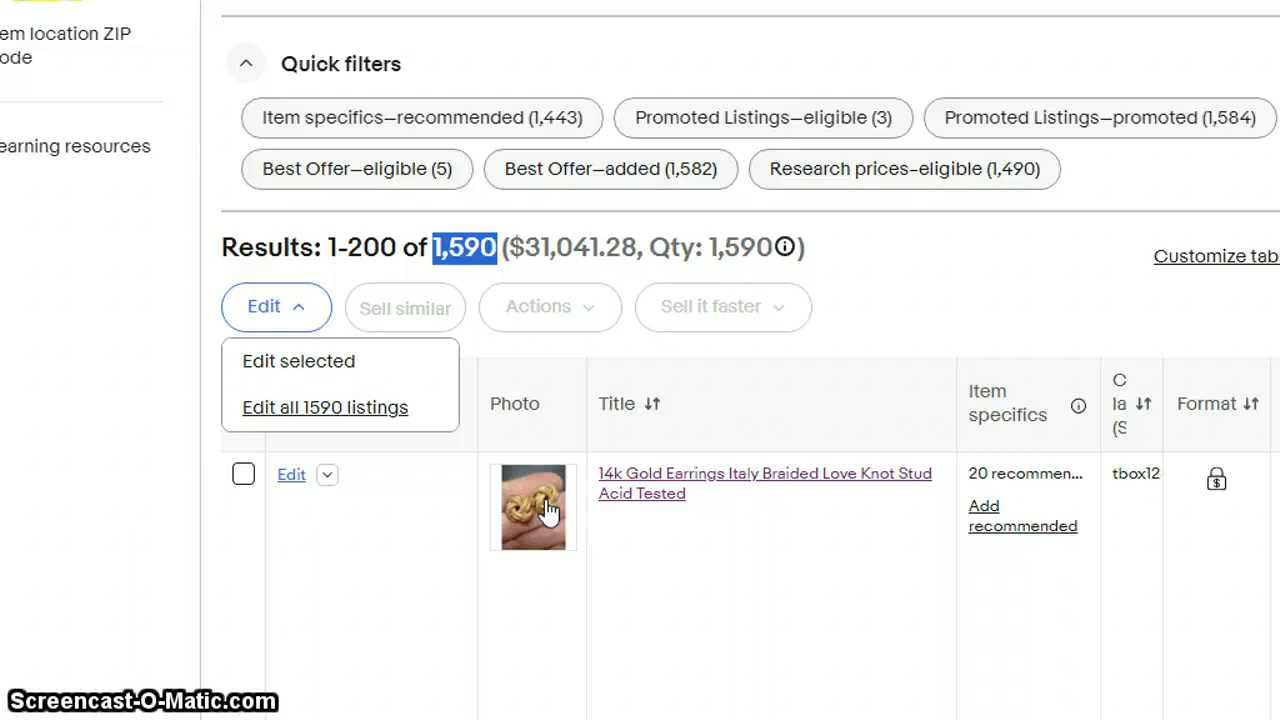 em location ZIP
ode
earning resources
Quick filters
Item specifics—recommended (1,443)
Promoted Listings—eligible (3)
Promoted Listings—promoted (1,584)
Best Offer—eligible (5)
Best Offer—added (1,582)
Research prices-eligible (1,490)
Results: 1-200 of 1,590 ($31,041.28, Qty: 1,590)
Customize tab
Edit
Sell similar
Actions
Sell it faster
Edit selected
Edit all 1590 listings
Photo
Title
Item
specifics
C
la
(S
Format
Edit
14k Gold Earrings Italy Braided Love Knot Stud
Acid Tested
20 recommen...
Add
recommended
tbox12
Screencast-O-Matic.com